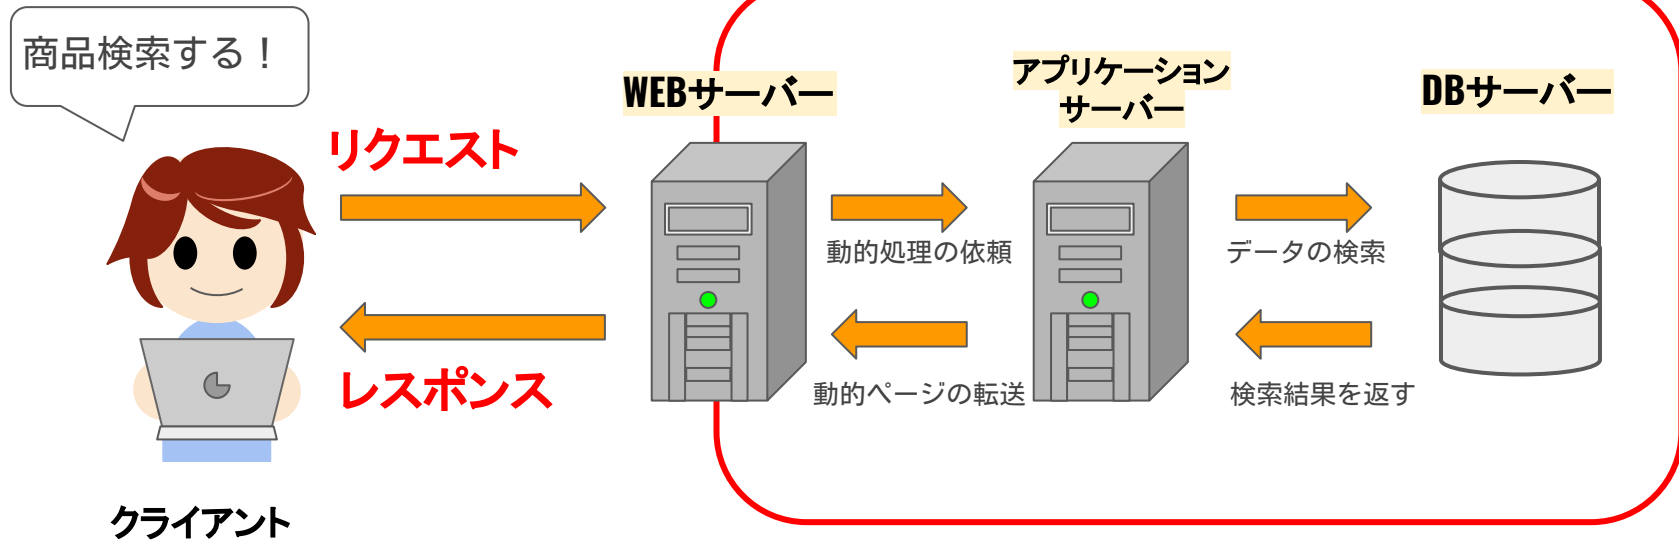 商品検索する！
WEBサーバー
アプリケーション
サーバー
DBサーバー
リクエスト
動的処理の依頼
データの検索
レスポンス
動的ページの転送
検索結果を返す
クライアント